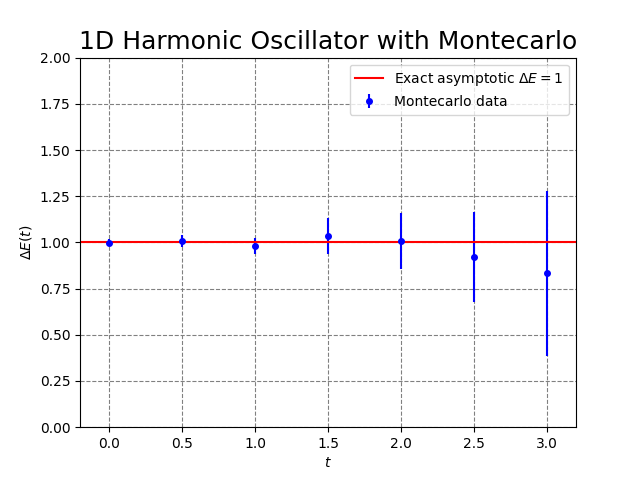 1D Harmonic Oscillator with Montecarlo
2.00
1.75
1.50
1.25
1.00
0.75
0.50
0.25
0.00
ΔE(t)
Exact asymptotic ΔE = 1
Montecarlo data
0.0 0.5 1.0 1.5 2.0 2.5 3.0
t